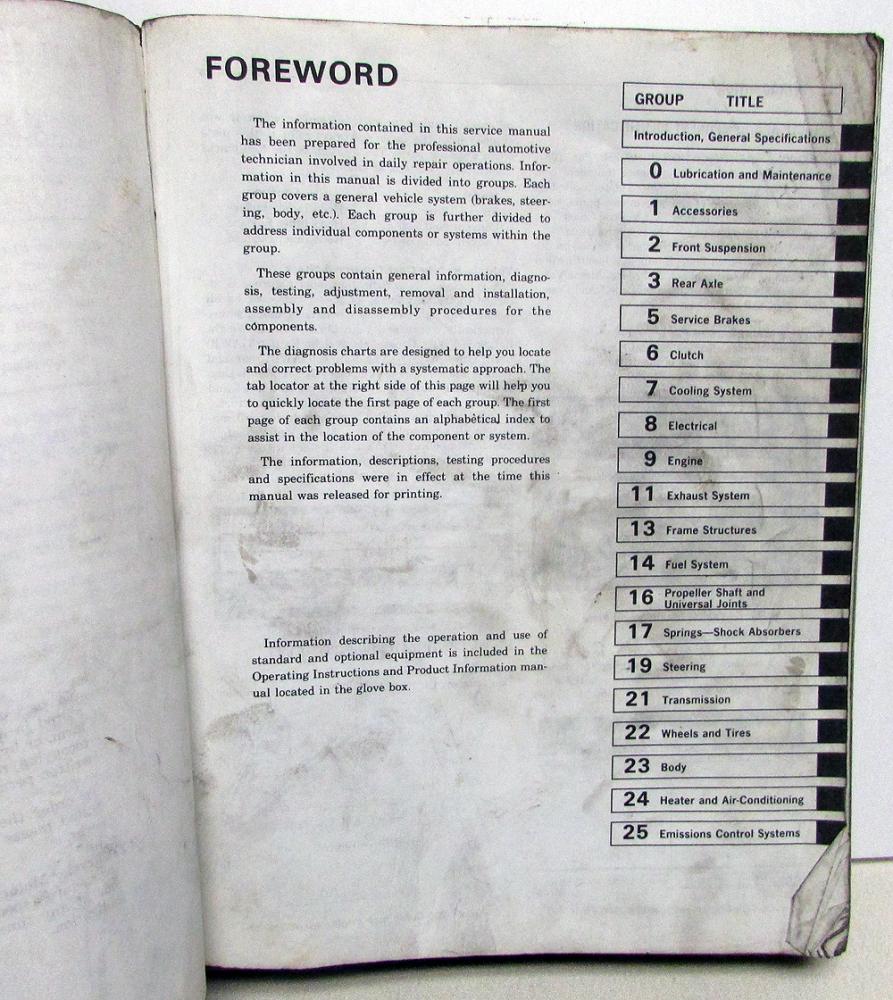 FOREWORD
The information contained in this service manual
has been prepared for the professional automotive
technician involved in daily repair operations. Infor-
mation in this manual is divided into groups. Each
group covers a general vehicle system (brakes, steer-
ing, body, etc.). Each group is further divided to
address individual components or systems within the
group.
These groups contain general information, diagno-
sis, testing, adjustment, removal and installation,
assembly and disassembly procedures for the
components.
The diagnosis charts are designed to help you locate
and correct problems with a systematic approach. The
tab locator at the right side of this page will help you
to quickly locate the first page of each group. The first
page of each group contains an alphabetical index to
assist in the location of the component or system.
The information, descriptions, testing procedures
and specifications were in effect at the time this
manual was released for printing.
Information describing the operation and use of
standard and optional equipment is included in the
Operating Instructions and Product Information man-
ual located in the glove box.
GROUP TITLE
Introduction, General Specifications
0 Lubrication and Maintenance
1 Accessories
2 Front Suspension
3 Rear Axle
5 Service Brakes
6 Clutch
7 Cooling System
8 Electrical
9 Engine
11 Exhaust System
13 Frame Structures
14 Fuel System
16 Propeller Shaft and
Universal Joints
17 Springs—Shock Absorbers
19 Steering
21 Transmission
22 Wheels and Tires
23 Body
24 Heater and Air-Conditioning
25 Emissions Control Systems